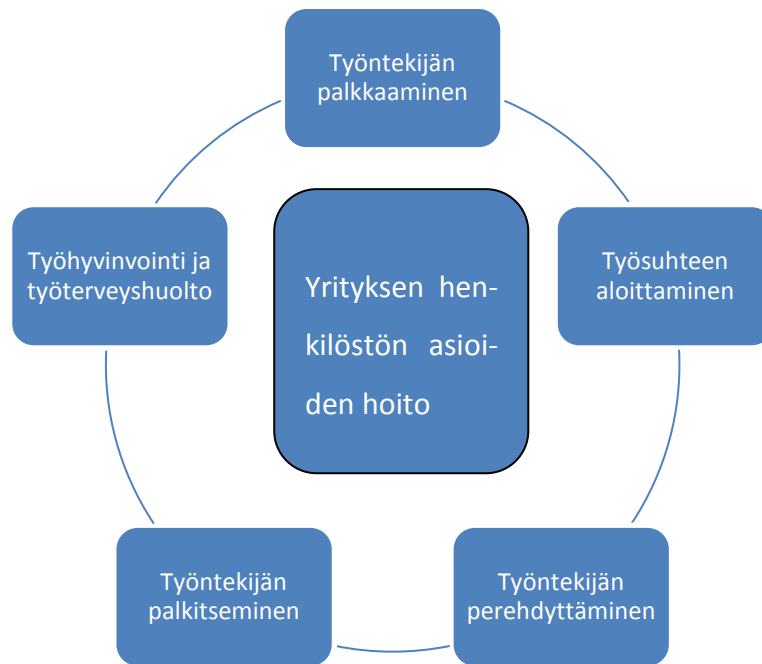 Työntekijän
palkkaaminen
Työhyvinvointi ja
työterveyshuolto
Yrityksen hen-
kilöstön asioi-
den hoito
Työsuhteen
aloittaminen
Työntekijän
palkitseminen
Työntekijän
perehdyttäminen